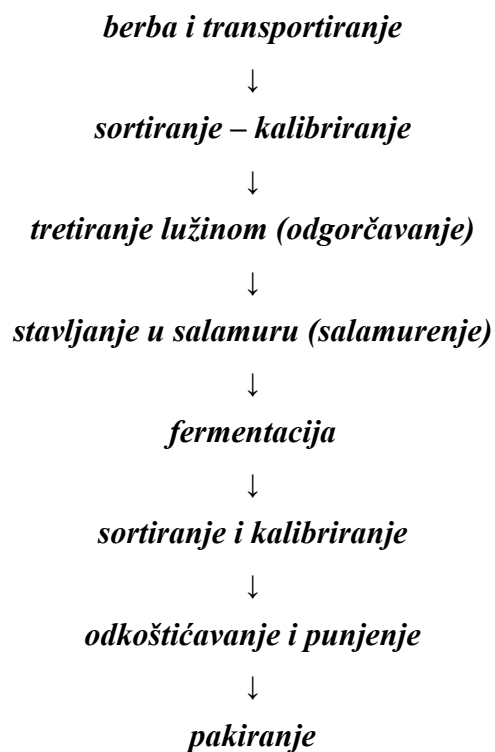 berba i transportiranje
↓
sortiranje – kalibriranje
↓
tretiranje lužinom (odgorčavanje)
↓
stavljanje u salamuru (salamurenje)
↓
fermentacija
↓
sortiranje i kalibriranje
↓
odkoštićavanje i punjenje
↓
pakiranje